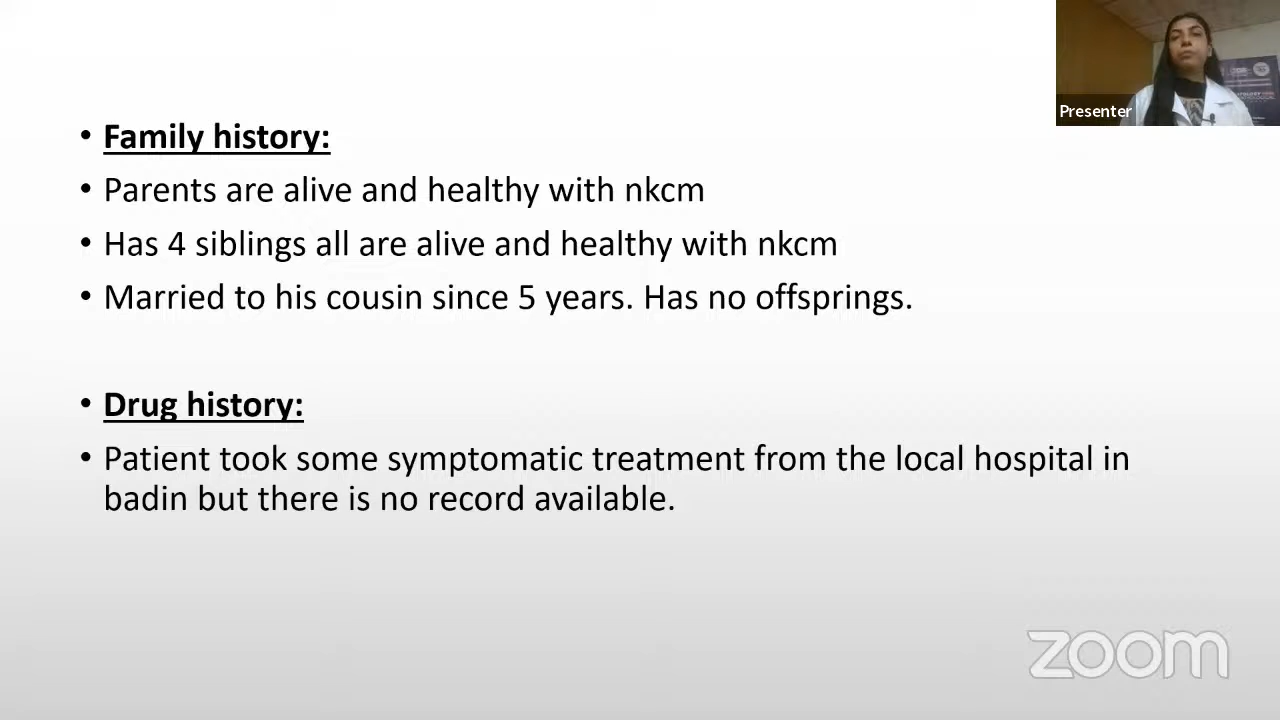 Presenter
• Family history:
• Parents are alive and healthy with nkcm
• Has 4 siblings all are alive and healthy with nkcm
• Married to his cousin since 5 years. Has no offsprings.
• Drug history:
• Patient took some symptomatic treatment from the local hospital in
badin but there is no record available.
zoom